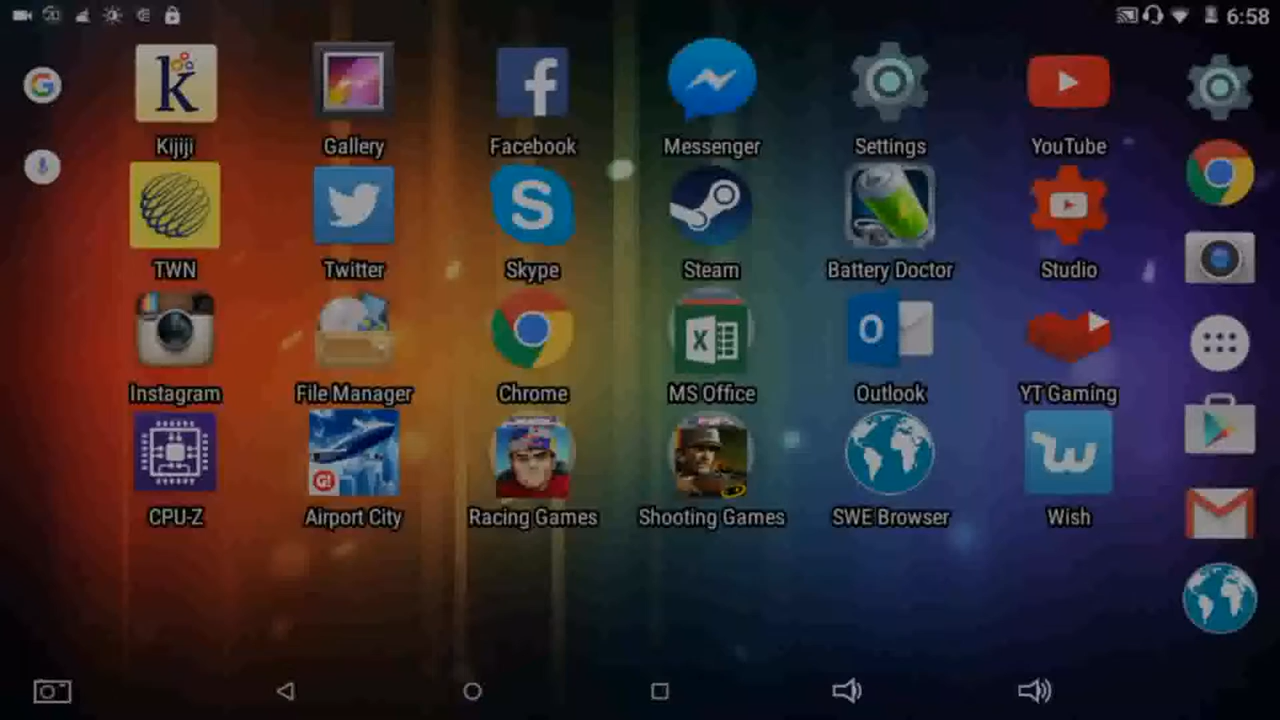 6:58
Kijiji Gallery Facebook Messenger Settings YouTube
TWN Twitter Skype Steam Battery Doctor Studio
Instagram File Manager Chrome MS Office Outlook YT Gaming
CPU-Z Airport City Racing Games Shooting Games SWE Browser Wish